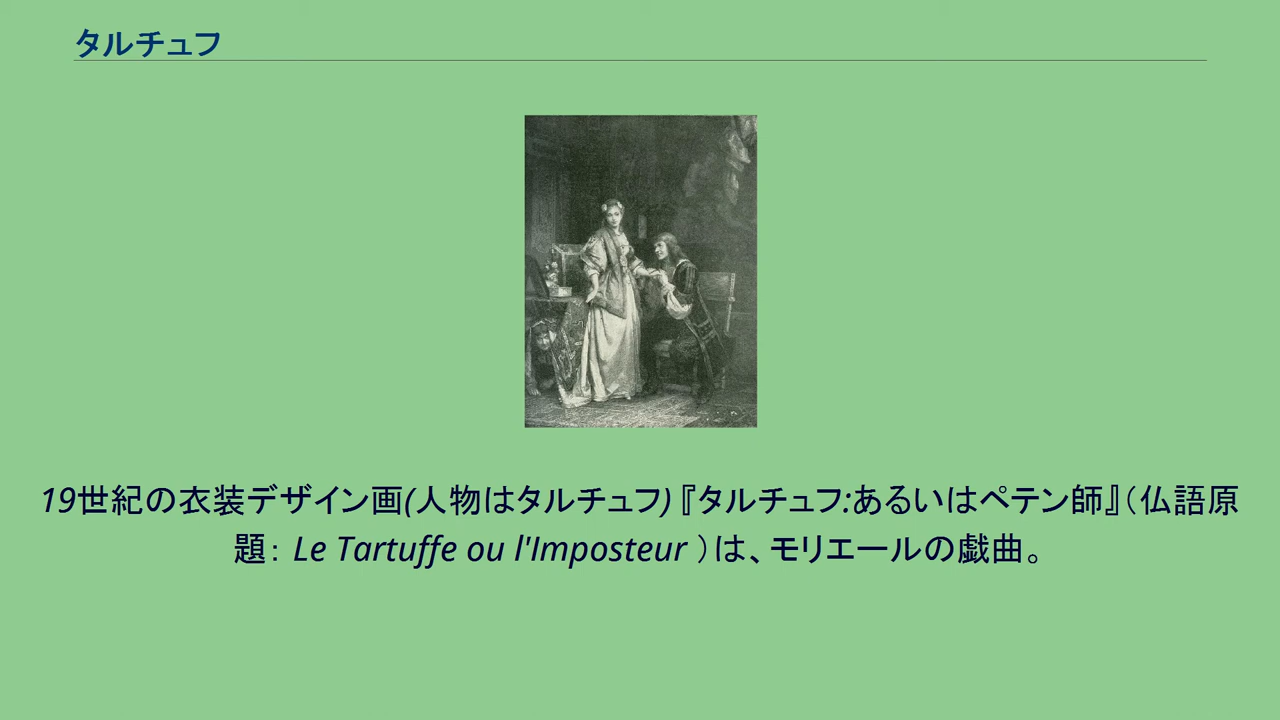 タルチュフ
19世紀の衣装デザイン画(人物はタルチュフ)『タルチュフ:あるいはペテン師』（仏語原
題： Le Tartuffe ou l'Imposteur ）は、モリエールの戯曲。